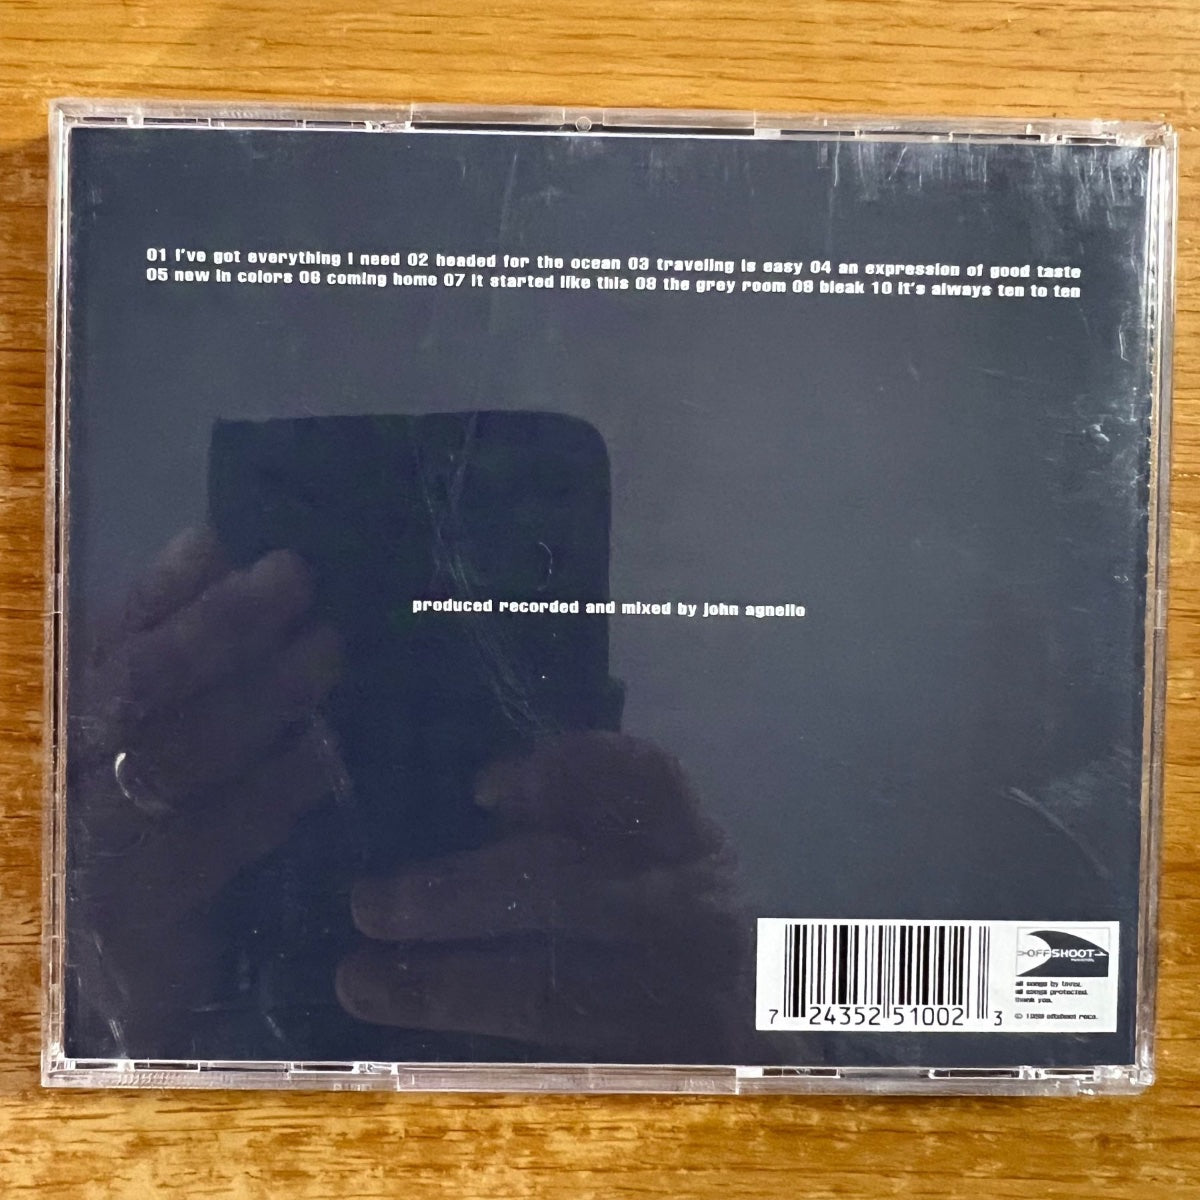 01 i've got everything i need 02 headed for the ocean 03 traveling is easy 04 an expression of good taste
05 new in colors 06 coming home 07 it started like this 08 the grey room 09 bleak 10 it's always ten to ten
produced recorded and mixed by john agnello
OFFSHOOT
all songs by
all songs protected.
thank you.
© offshoot recs.
7 24352 51002 3